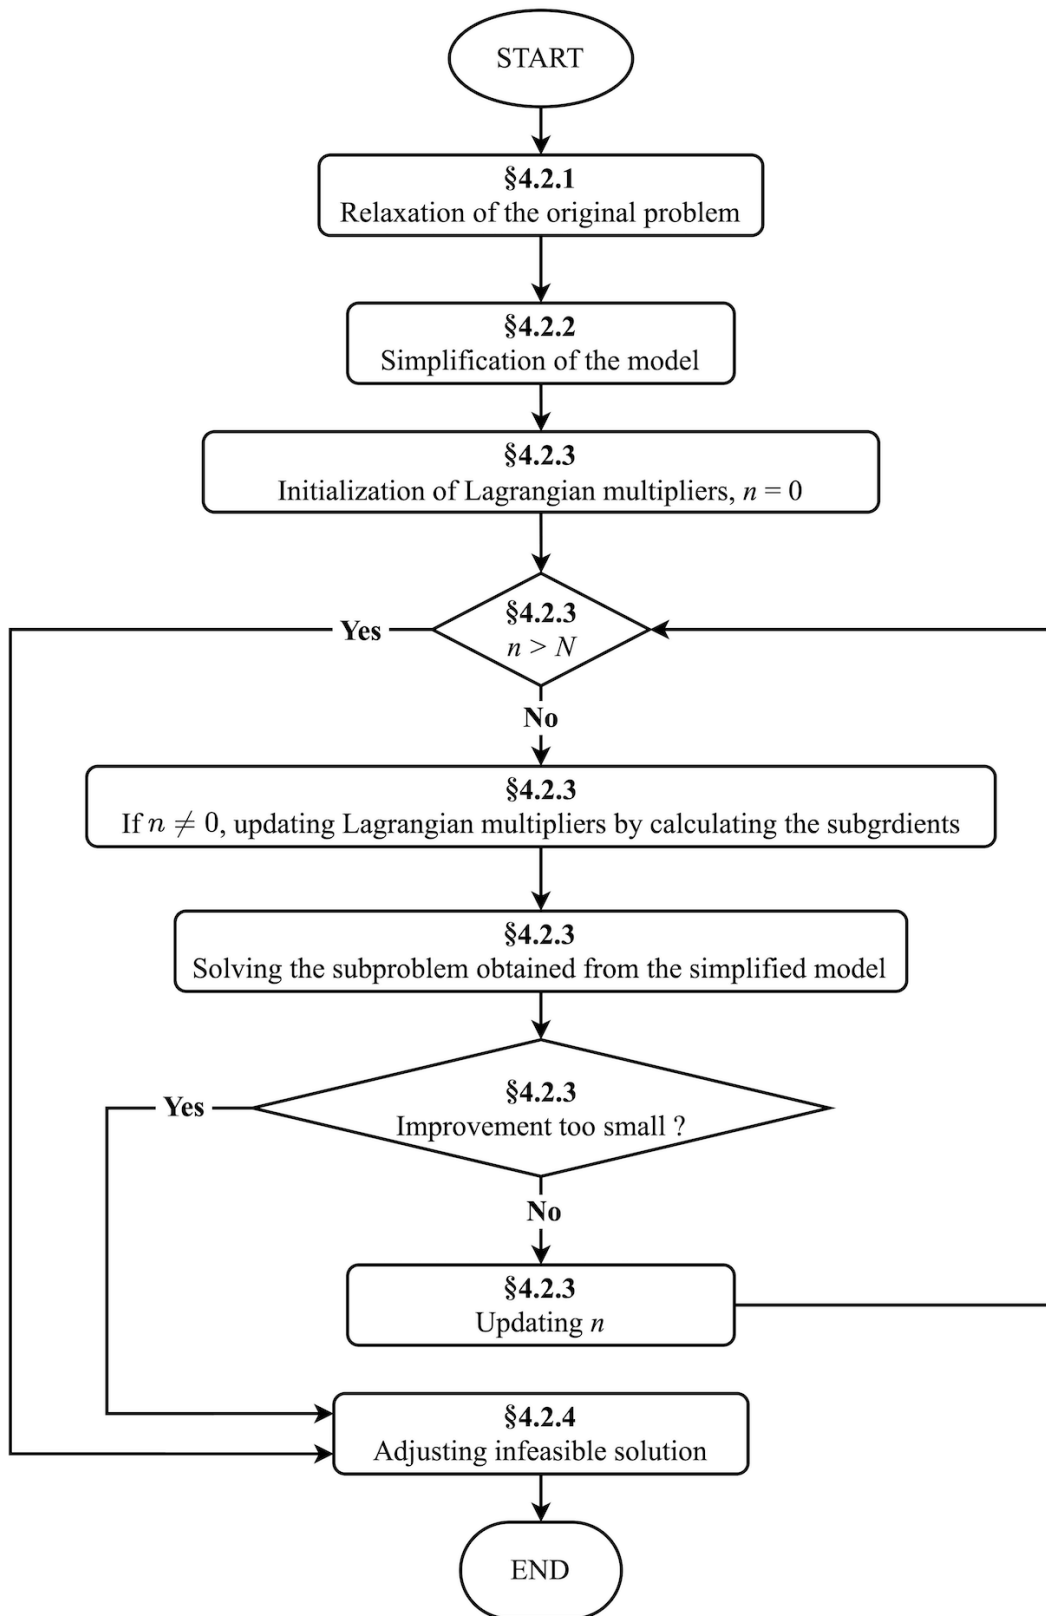 START
§4.2.1
Relaxation of the original problem
§4.2.2
Simplification of the model
§4.2.3
Initialization of Lagrangian multipliers, n = 0
§4.2.3
n > N
Yes
No
§4.2.3
If n ≠ 0, updating Lagrangian multipliers by calculating the subgrdients
§4.2.3
Solving the subproblem obtained from the simplified model
§4.2.3
Improvement too small ?
Yes
No
§4.2.3
Updating n
§4.2.4
Adjusting infeasible solution
END